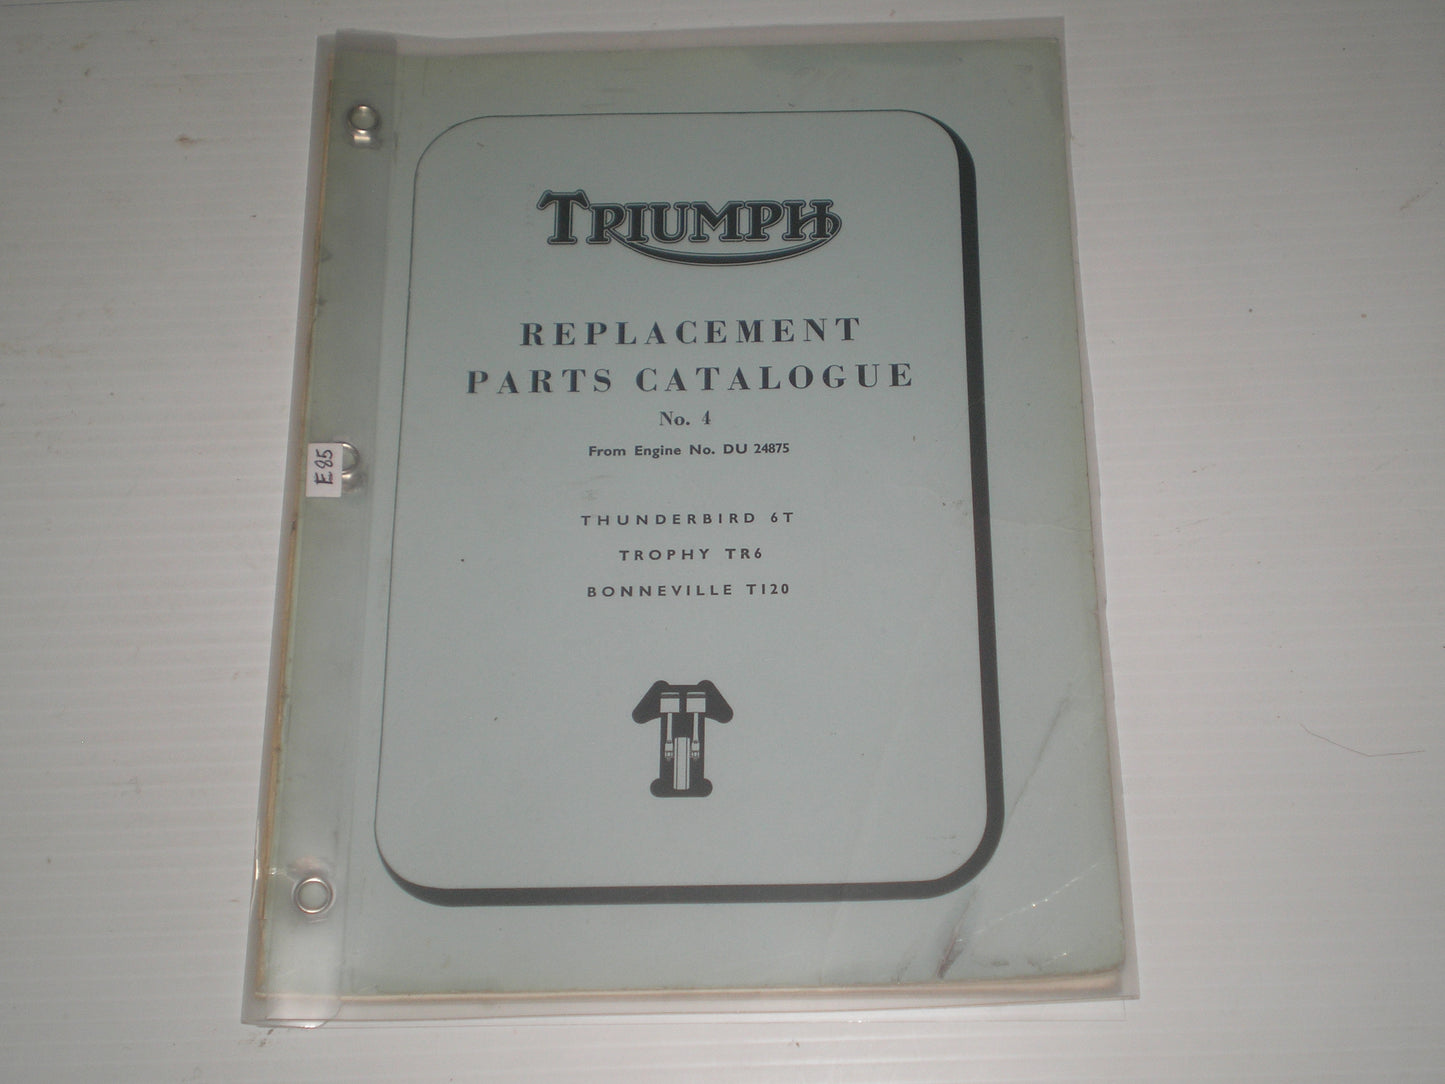 TRIUMPH
REPLACEMENT
PARTS CATALOGUE
No. 4
From Engine No. DU 24875
THUNDERBIRD 6T
TROPHY TR6
BONNEVILLE T120
E85